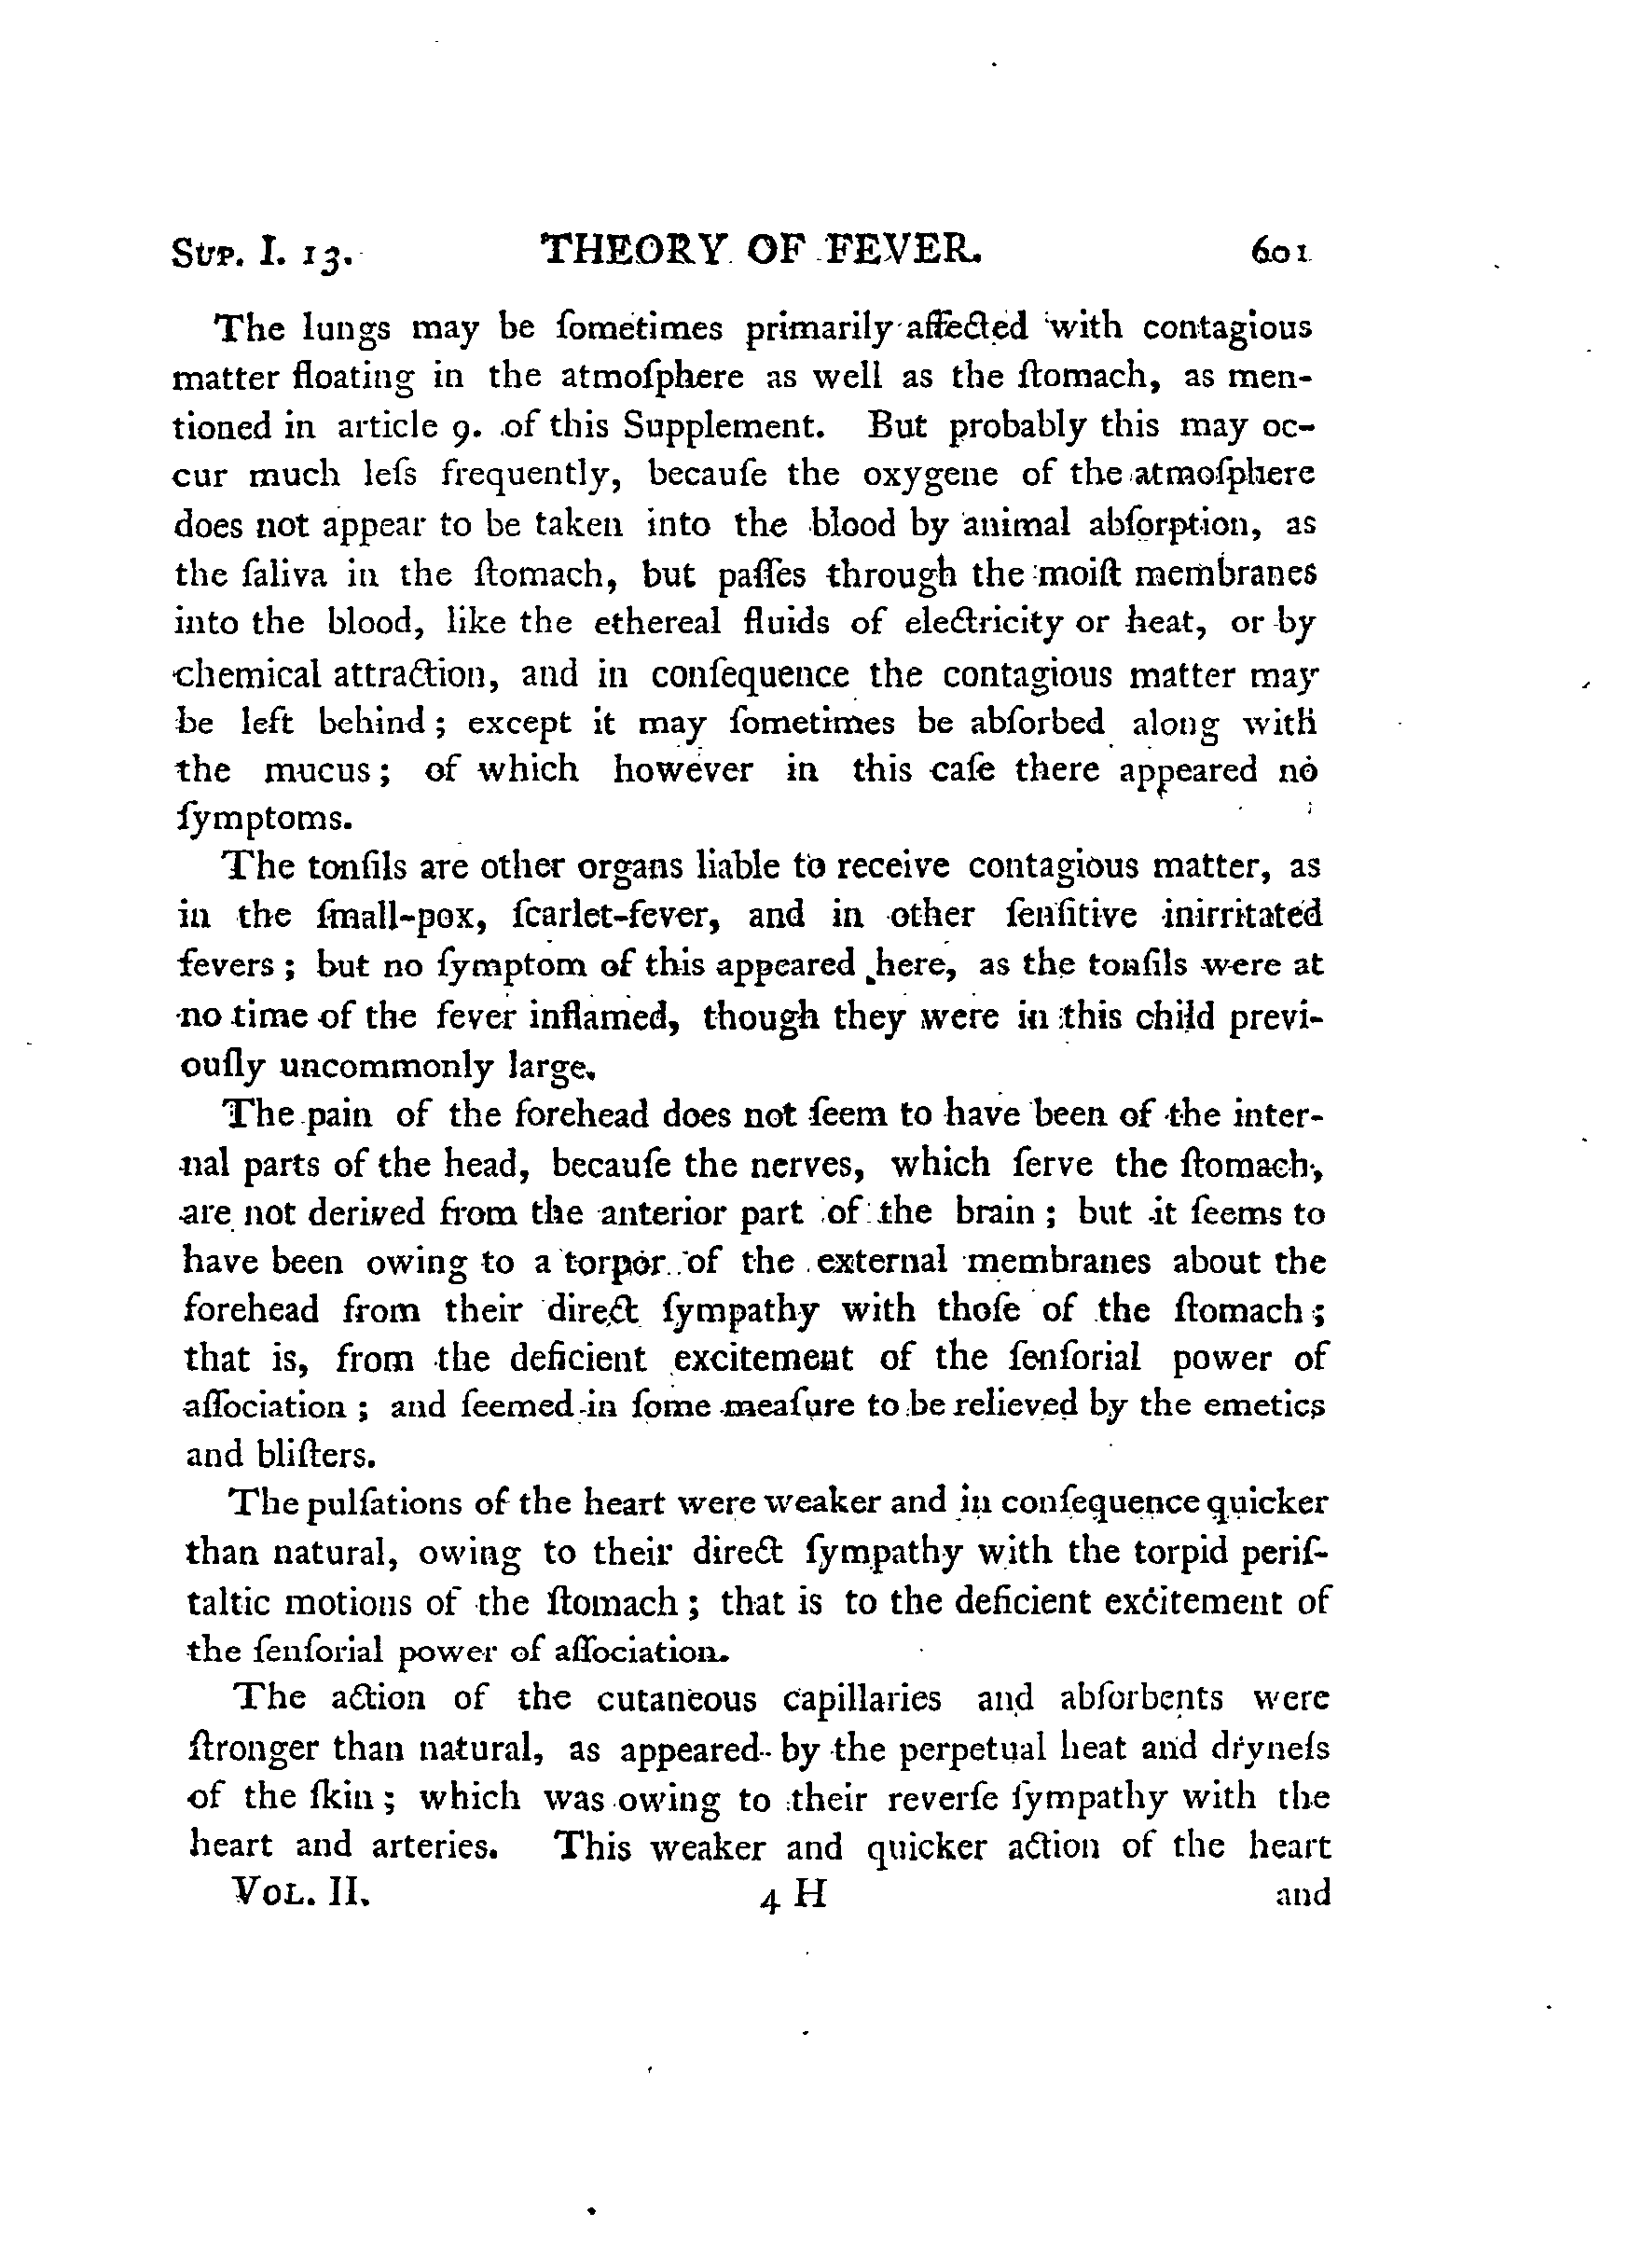 SUP. I. 13. THEORY OF FEVER. 601
The lungs may be ſometimes primarily affected with contagious
matter floating in the atmoſphere as well as the ſtomach, as men-
tioned in article 9. of this Supplement. But probably this may oc-
cur much leſs frequently, becauſe the oxygene of the atmoſphere
does not appear to be taken into the blood by animal abſorption, as
the ſaliva in the ſtomach, but paſſes through the moiſt membranes
into the blood, like the ethereal fluids of electricity or heat, or by
chemical attraction, and in conſequence the contagious matter may
be left behind; except it may ſometimes be abſorbed along with
the mucus; of which however in this caſe there appeared no
ſymptoms.
The tonſils are other organs liable to receive contagious matter, as
in the ſmall-pox, ſcarlet-fever, and in other ſenſitive inirritated
fevers; but no ſymptom of this appeared here, as the tonſils were at
no time of the fever inflamed, though they were in this child previ-
ouſly uncommonly large.
The pain of the forehead does not ſeem to have been of the inter-
nal parts of the head, becauſe the nerves, which ſerve the ſtomach,
are not derived from the anterior part of the brain; but it ſeems to
have been owing to a torpor of the external membranes about the
forehead from their direct ſympathy with thoſe of the ſtomach;
that is, from the deficient excitement of the ſenſorial power of
aſſociation; and ſeemed in ſome meaſure to be relieved by the emetics
and bliſters.
The pulſations of the heart were weaker and in conſequence quicker
than natural, owing to their direct ſympathy with the torpid periſ-
taltic motions of the ſtomach; that is to the deficient excitement of
the ſenſorial power of aſſociation.
The action of the cutaneous capillaries and abſorbents were
ſtronger than natural, as appeared by the perpetual heat and dryneſs
of the ſkin; which was owing to their reverſe ſympathy with the
heart and arteries. This weaker and quicker action of the heart
VOL. II. 4 H and